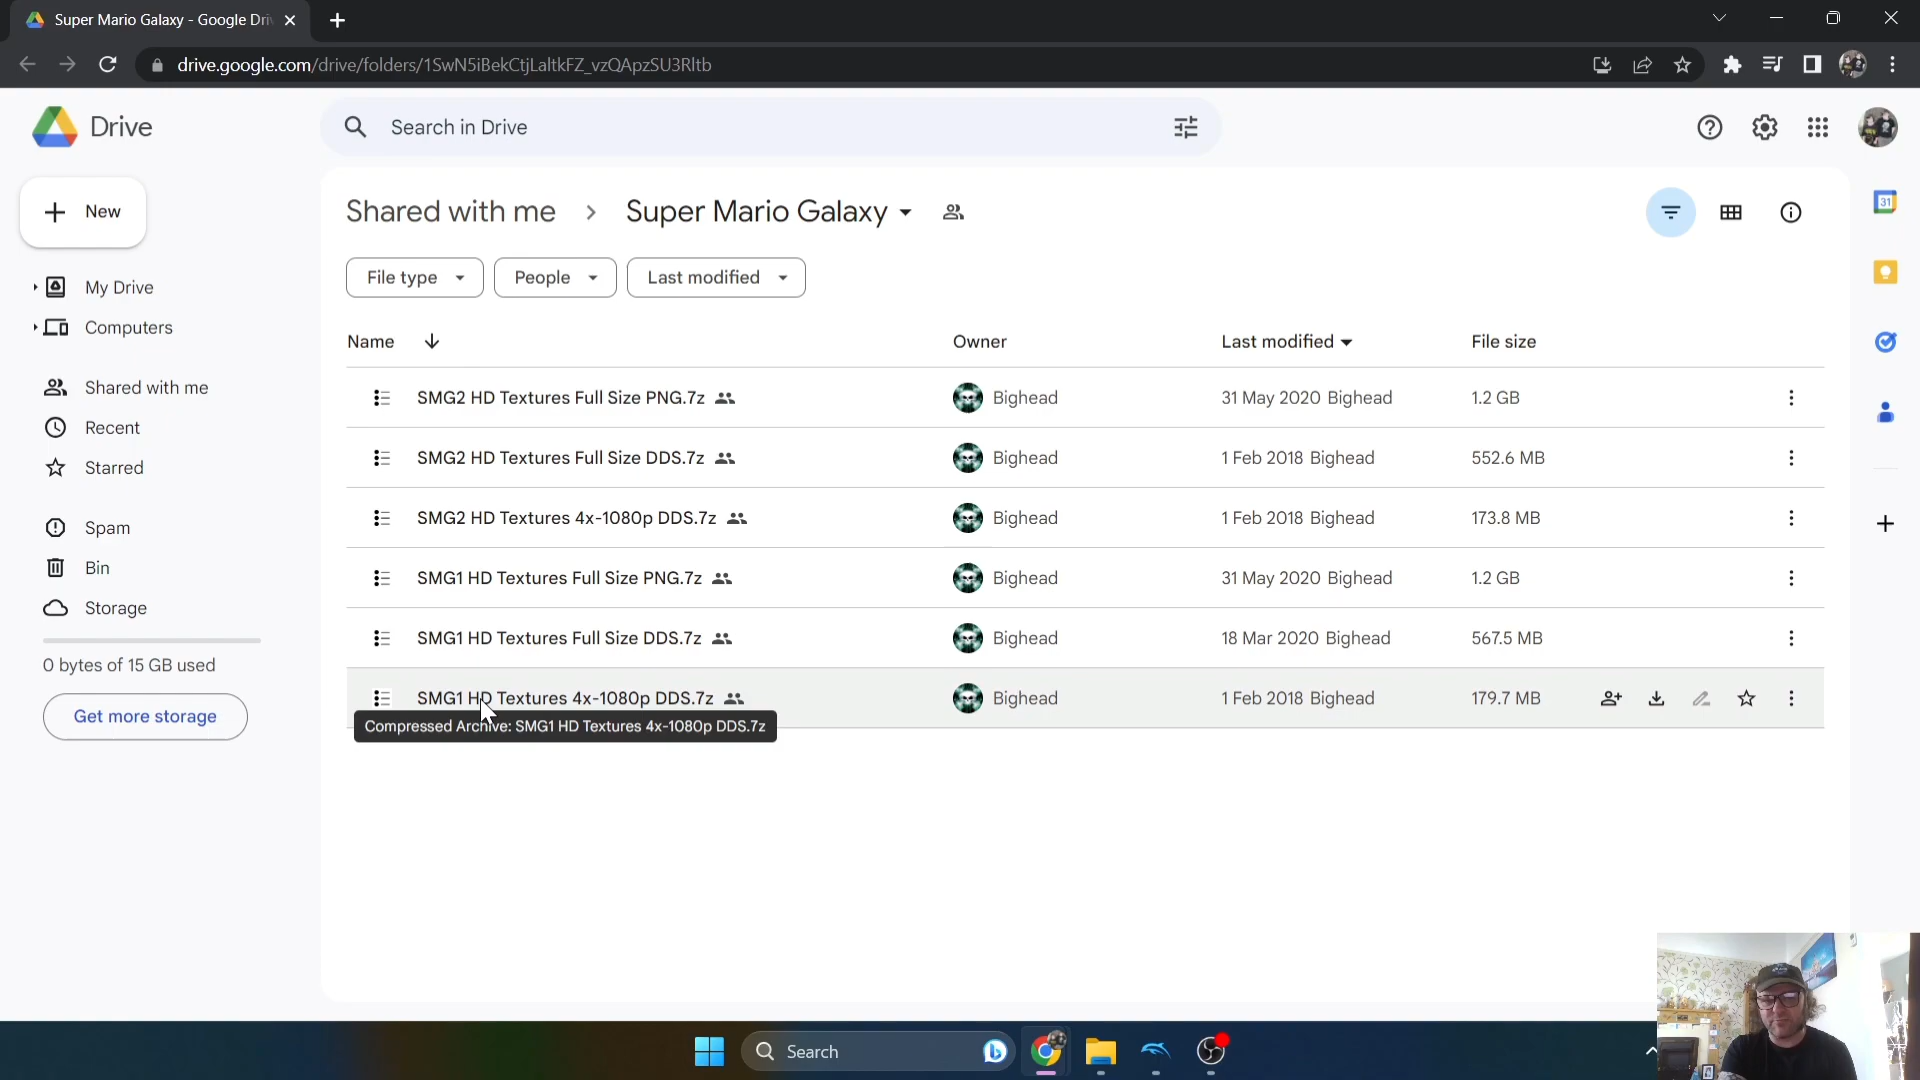 Super Mario Galaxy - Google Dri
drive.google.com/drive/folders/1SwN5iBekCtjLaltkFZ_vzQApzSU3Rltb
Drive
Search in Drive
New
My Drive
Computers
Shared with me
Recent
Starred
Spam
Bin
Storage
0 bytes of 15 GB used
Get more storage
Shared with me > Super Mario Galaxy
File type People Last modified
Name Owner Last modified File size
SMG2 HD Textures Full Size PNG.7z Bighead 31 May 2020 Bighead 1.2 GB
SMG2 HD Textures Full Size DDS.7z Bighead 1 Feb 2018 Bighead 552.6 MB
SMG2 HD Textures 4x-1080p DDS.7z Bighead 1 Feb 2018 Bighead 173.8 MB
SMG1 HD Textures Full Size PNG.7z Bighead 31 May 2020 Bighead 1.2 GB
SMG1 HD Textures Full Size DDS.7z Bighead 18 Mar 2020 Bighead 567.5 MB
SMG1 HD Textures 4x-1080p DDS.7z Bighead 1 Feb 2018 Bighead 179.7 MB
Compressed Archive: SMG1 HD Textures 4x-1080p DDS.7z
31
Search